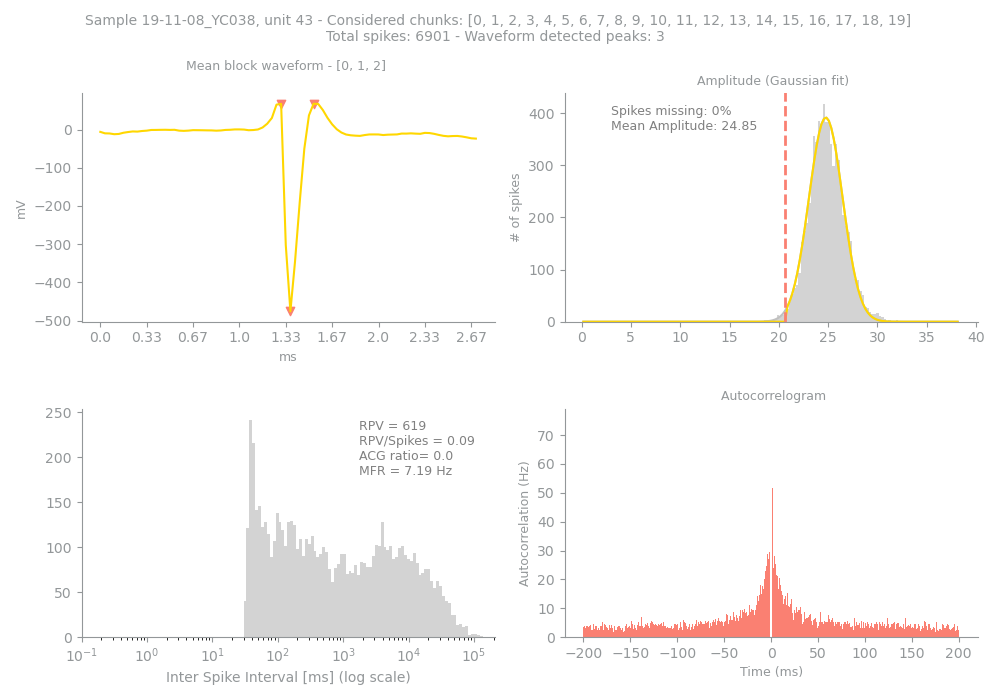 Sample 19-11-08_YC038, unit 43 - Considered chunks: [0, 1, 2, 3, 4, 5, 6, 7, 8, 9, 10, 11, 12, 13, 14, 15, 16, 17, 18, 19]
Total spikes: 6901 - Waveform detected peaks: 3
Mean block waveform - [0, 1, 2]
0
−100
−200
−300
−400
−500
mV
0.0 0.33 0.67 1.0 1.33 1.67 2.0 2.33 2.67
ms
Amplitude (Gaussian fit)
Spikes missing: 0%
Mean Amplitude: 24.85
400
300
200
100
0
# of spikes
0 5 10 15 20 25 30 35 40
250
200
150
100
50
0
RPV = 619
RPV/Spikes = 0.09
ACG ratio= 0.0
MFR = 7.19 Hz
10⁻¹ 10⁰ 10¹ 10² 10³ 10⁴ 10⁵
Inter Spike Interval [ms] (log scale)
Autocorrelogram
70
60
50
40
30
20
10
0
Autocorrelation (Hz)
−200 −150 −100 −50 0 50 100 150 200
Time (ms)